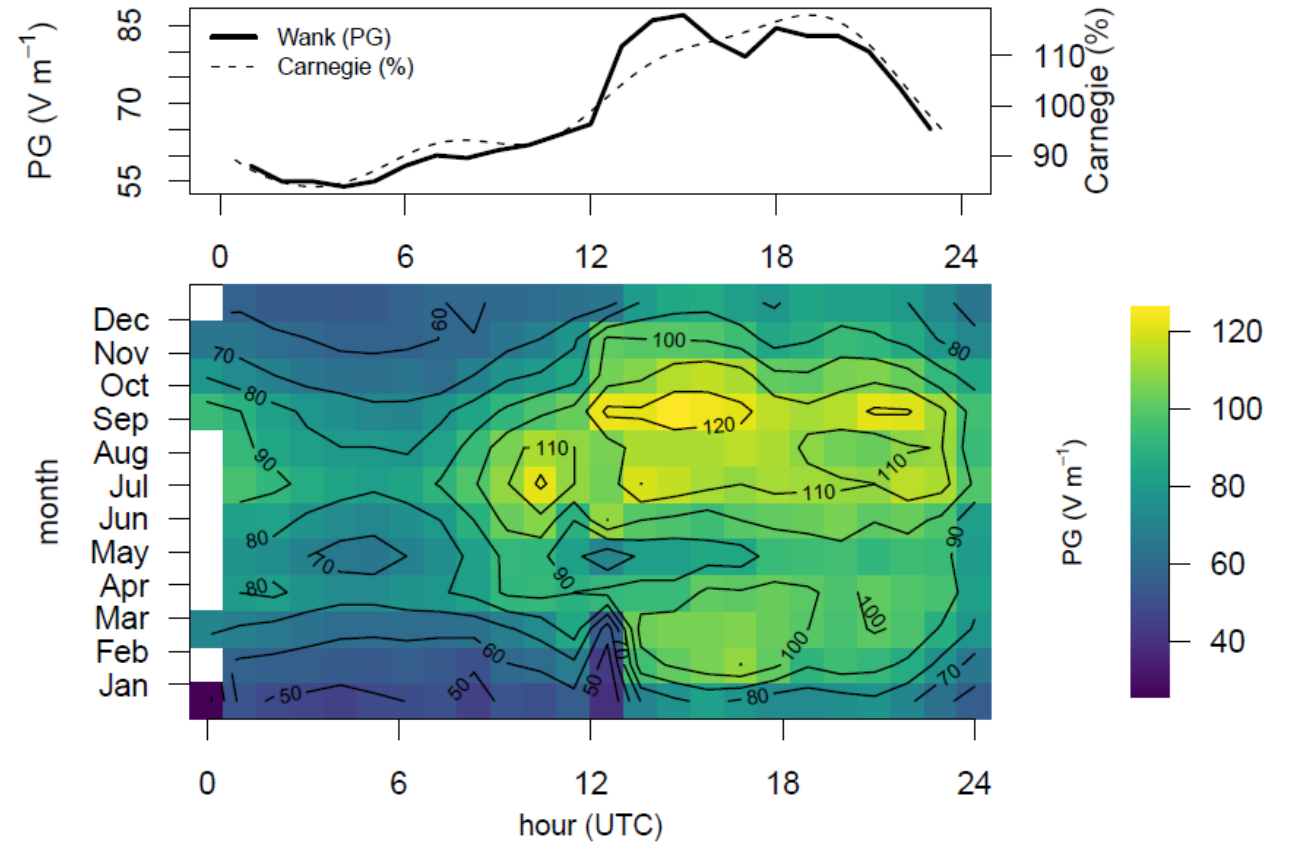 PG (V m⁻¹)
85
70
55
Wank (PG)
Carnegie (%)
110
100
90
Carnegie (%)
0 6 12 18 24
month
Dec
Nov
Oct
Sep
Aug
Jul
Jun
May
Apr
Mar
Feb
Jan
60
100
80
70
80
120
90
110
110
110
80
90
70
90
80
100
100
70
60
70
50
50
50
80
0 6 12 18 24
hour (UTC)
PG (V m⁻¹)
120
100
80
60
40